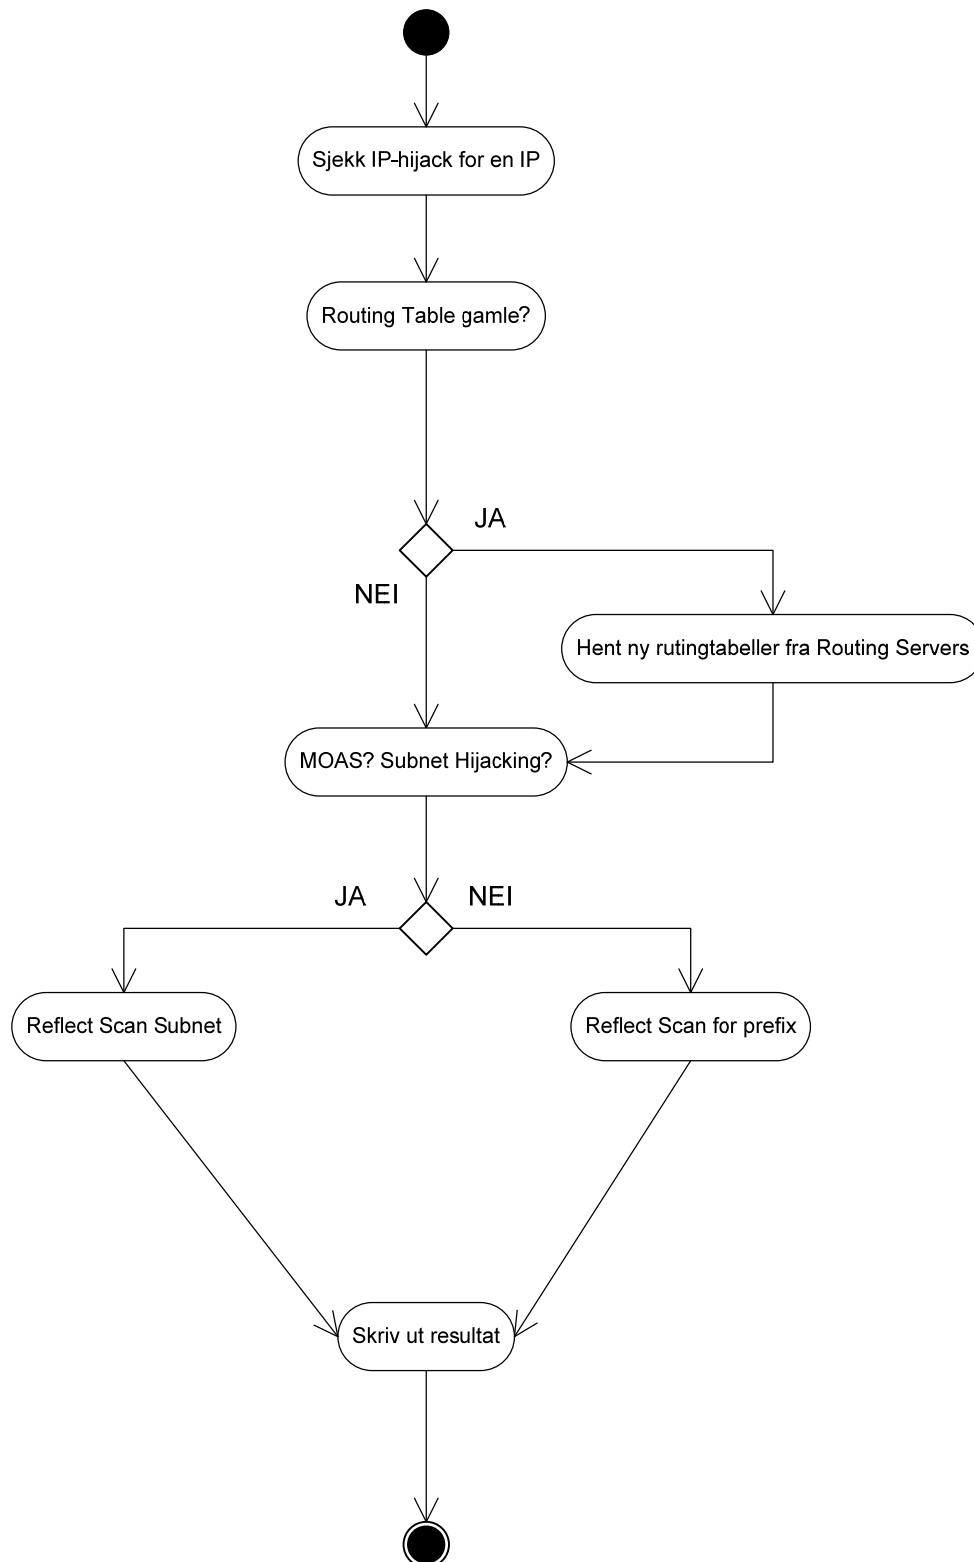 Sjekk IP-hijack for en IP
Routing Table gamle?
JA
NEI
Hent ny rutingtabeller fra Routing Servers
MOAS? Subnet Hijacking?
JA
NEI
Reflect Scan Subnet
Reflect Scan for prefix
Skriv ut resultat